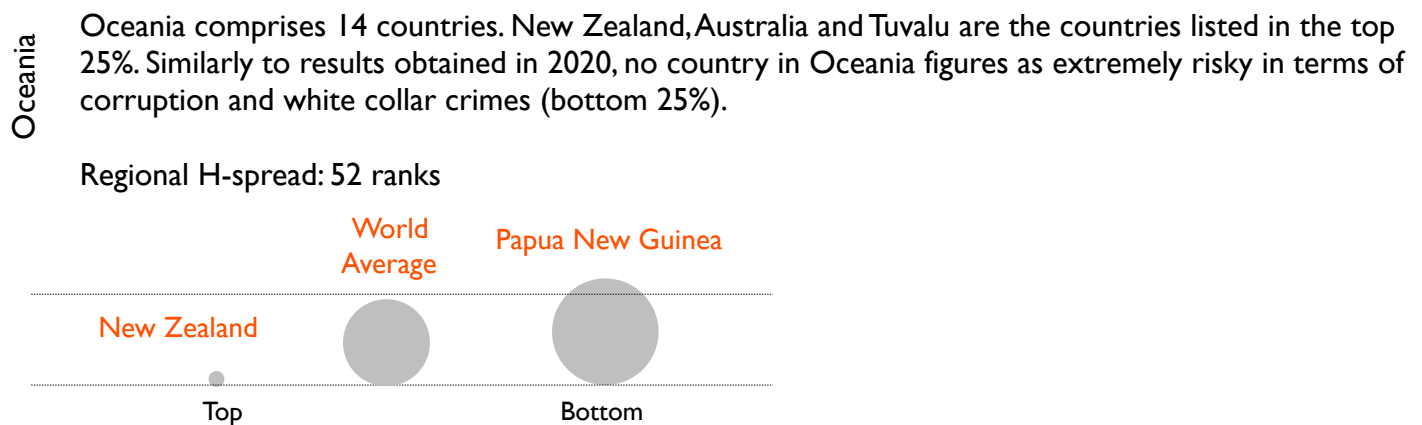 Oceania
Oceania comprises 14 countries. New Zealand, Australia and Tuvalu are the countries listed in the top
25%. Similarly to results obtained in 2020, no country in Oceania figures as extremely risky in terms of
corruption and white collar crimes (bottom 25%).
Regional H-spread: 52 ranks
World
Average
Papua New Guinea
New Zealand
Top
Bottom